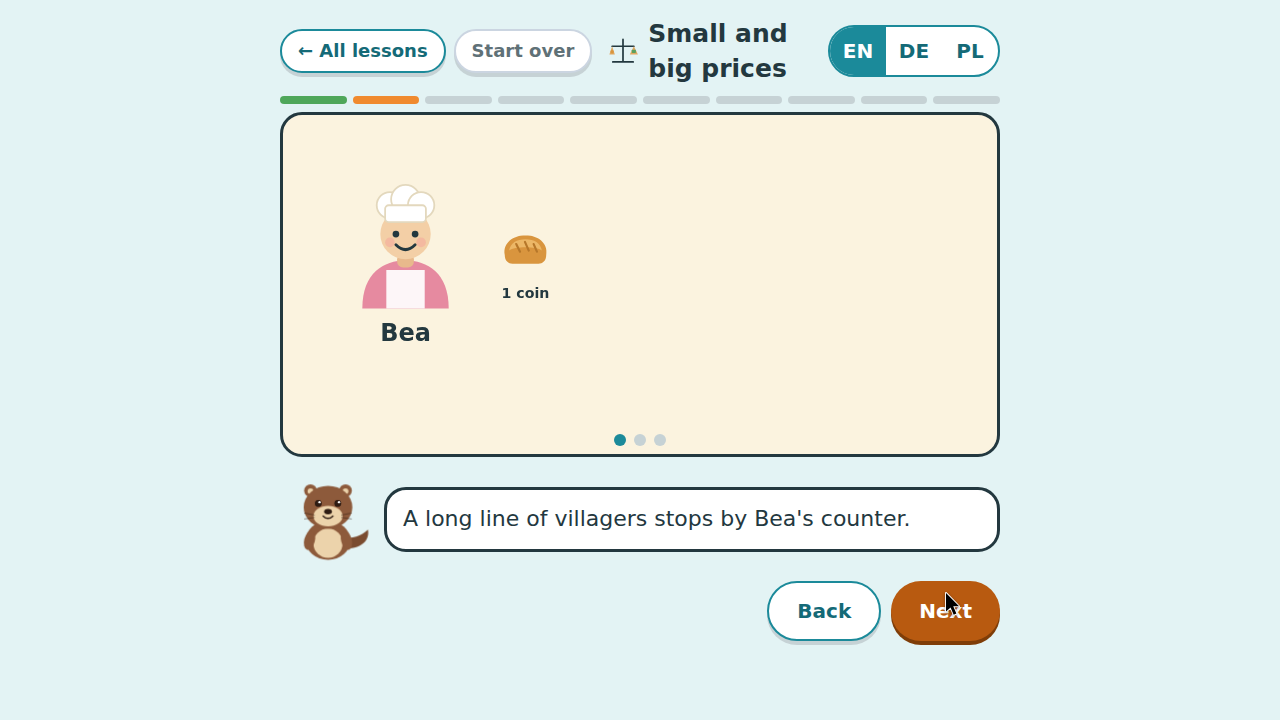 ← All lessons
Start over
Small and
big prices
EN DE PL
1 coin
Bea
A long line of villagers stops by Bea's counter.
Back
Next